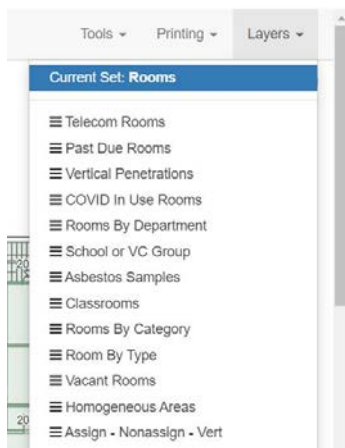 Tools Printing Layers
Current Set: Rooms
Telecom Rooms
Past Due Rooms
Vertical Penetrations
COVID In Use Rooms
Rooms By Department
School or VC Group
Asbestos Samples
Classrooms
Rooms By Category
Room By Type
Vacant Rooms
Homogeneous Areas
Assign - Nonassign - Vert
20
20